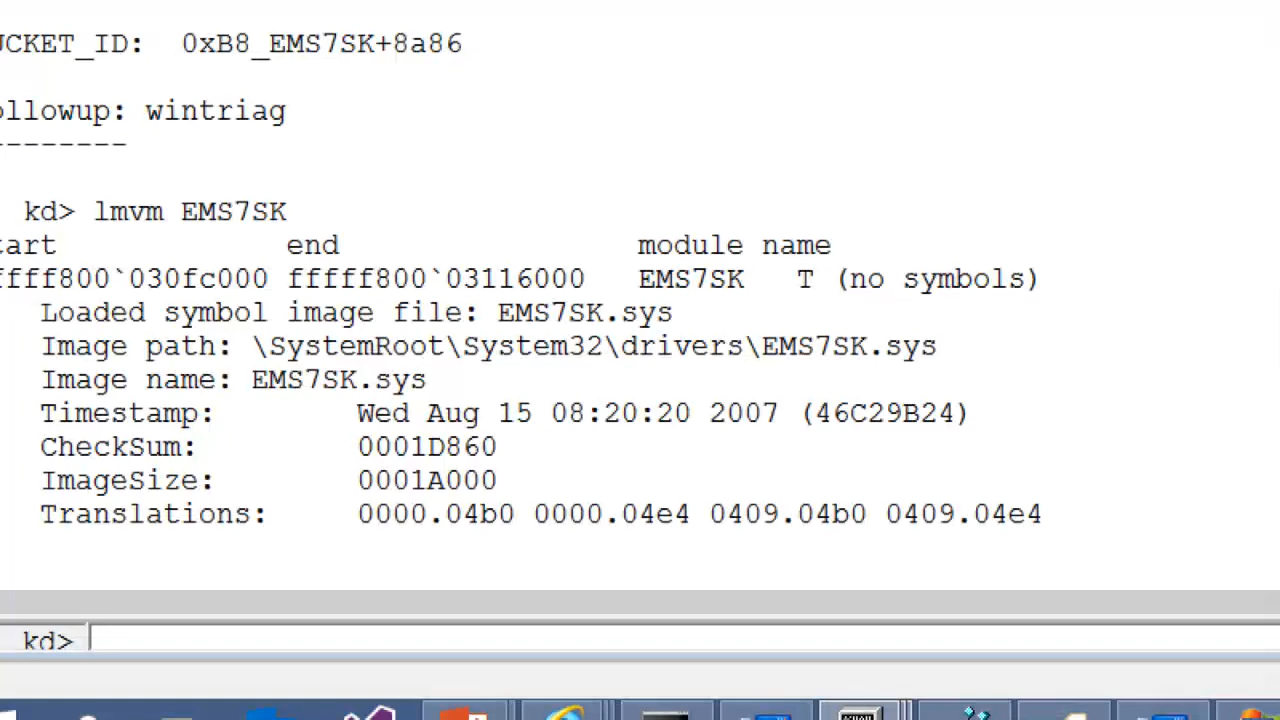 UCKET_ID: 0xB8_EMS7SK+8a86
ollowup: wintriag
---------
kd> lmvm EMS7SK
tart end module name
fffff800`030fc000 fffff800`03116000 EMS7SK T (no symbols)
Loaded symbol image file: EMS7SK.sys
Image path: \SystemRoot\System32\drivers\EMS7SK.sys
Image name: EMS7SK.sys
Timestamp: Wed Aug 15 08:20:20 2007 (46C29B24)
CheckSum: 0001D860
ImageSize: 0001A000
Translations: 0000.04b0 0000.04e4 0409.04b0 0409.04e4
kd>